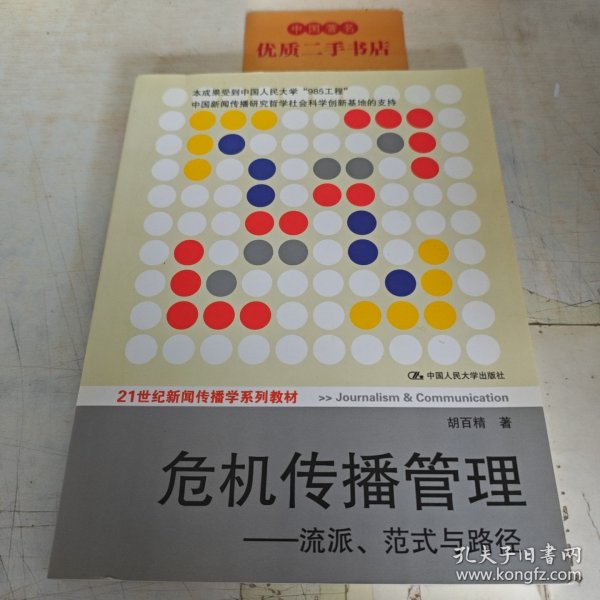 中国著名
优质二手书店
本成果受到中国人民大学“985工程”
中国新闻传播研究哲学社会科学创新基地的支持
中国人民大学出版社
21世纪新闻传播学系列教材 >> Journalism & Communication
胡百精 著
危机传播管理
——流派、范式与路径
孔夫子旧书网
www.kongfz.com